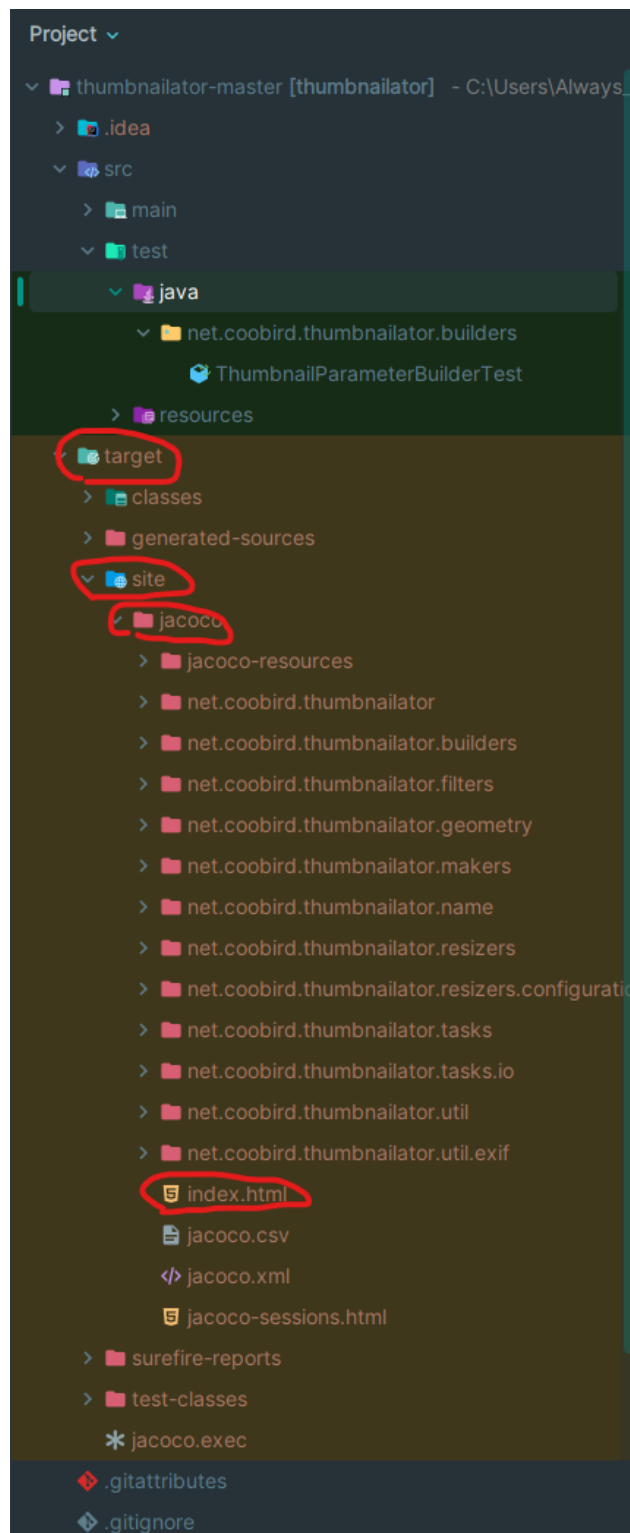 Project
thumbnailator-master [thumbnailator] - C:\Users\Always_
.idea
src
main
test
java
net.coobird.thumbnailator.builders
ThumbnailParameterBuilderTest
resources
target
classes
generated-sources
site
jacoco
jacoco-resources
net.coobird.thumbnailator
net.coobird.thumbnailator.builders
net.coobird.thumbnailator.filters
net.coobird.thumbnailator.geometry
net.coobird.thumbnailator.makers
net.coobird.thumbnailator.name
net.coobird.thumbnailator.resizers
net.coobird.thumbnailator.resizers.configuratio
net.coobird.thumbnailator.tasks
net.coobird.thumbnailator.tasks.io
net.coobird.thumbnailator.util
net.coobird.thumbnailator.util.exif
index.html
jacoco.csv
jacoco.xml
jacoco-sessions.html
surefire-reports
test-classes
jacoco.exec
.gitattributes
.gitignore